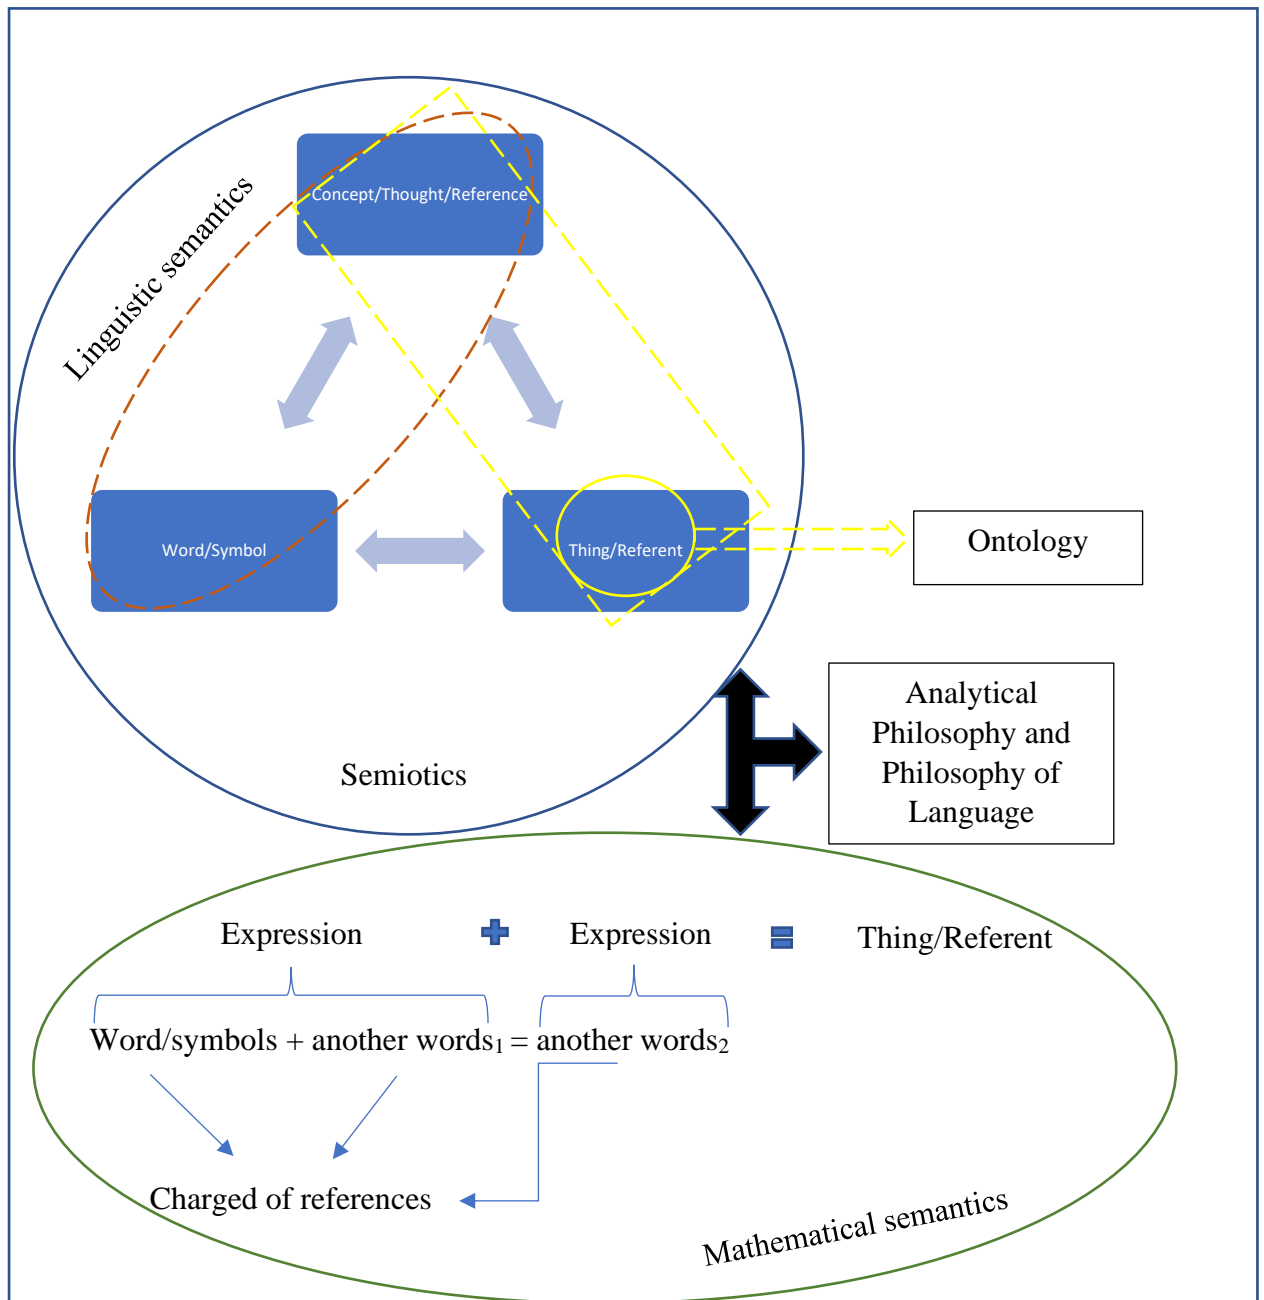 Concept/Thought/Reference
Linguistic semantics
Word/Symbol
Thing/Referent
Ontology
Analytical
Philosophy and
Philosophy of
Language
Semiotics
Expression + Expression = Thing/Referent
Word/symbols + another words1 = another words2
Charged of references
Mathematical semantics